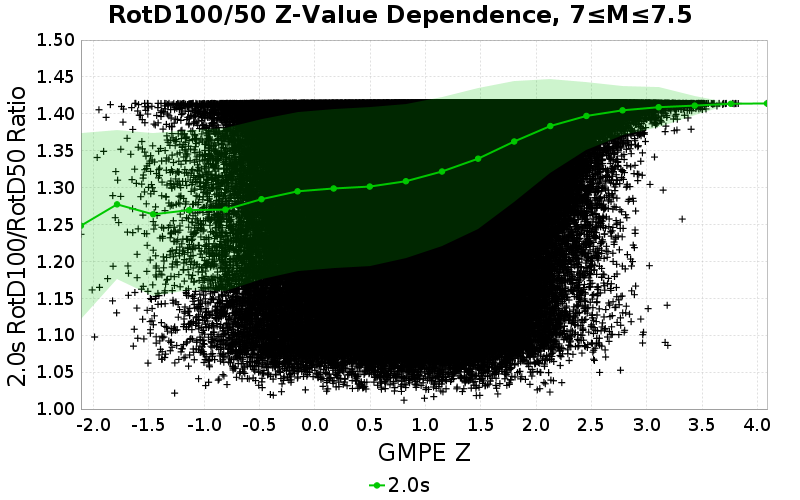 RotD100/50 Z-Value Dependence, 7≤M≤7.5
2.0s RotD100/RotD50 Ratio
1.50
1.45
1.40
1.35
1.30
1.25
1.20
1.15
1.10
1.05
1.00
-2.0 -1.5 -1.0 -0.5 0.0 0.5 1.0 1.5 2.0 2.5 3.0 3.5 4.0
GMPE Z
2.0s